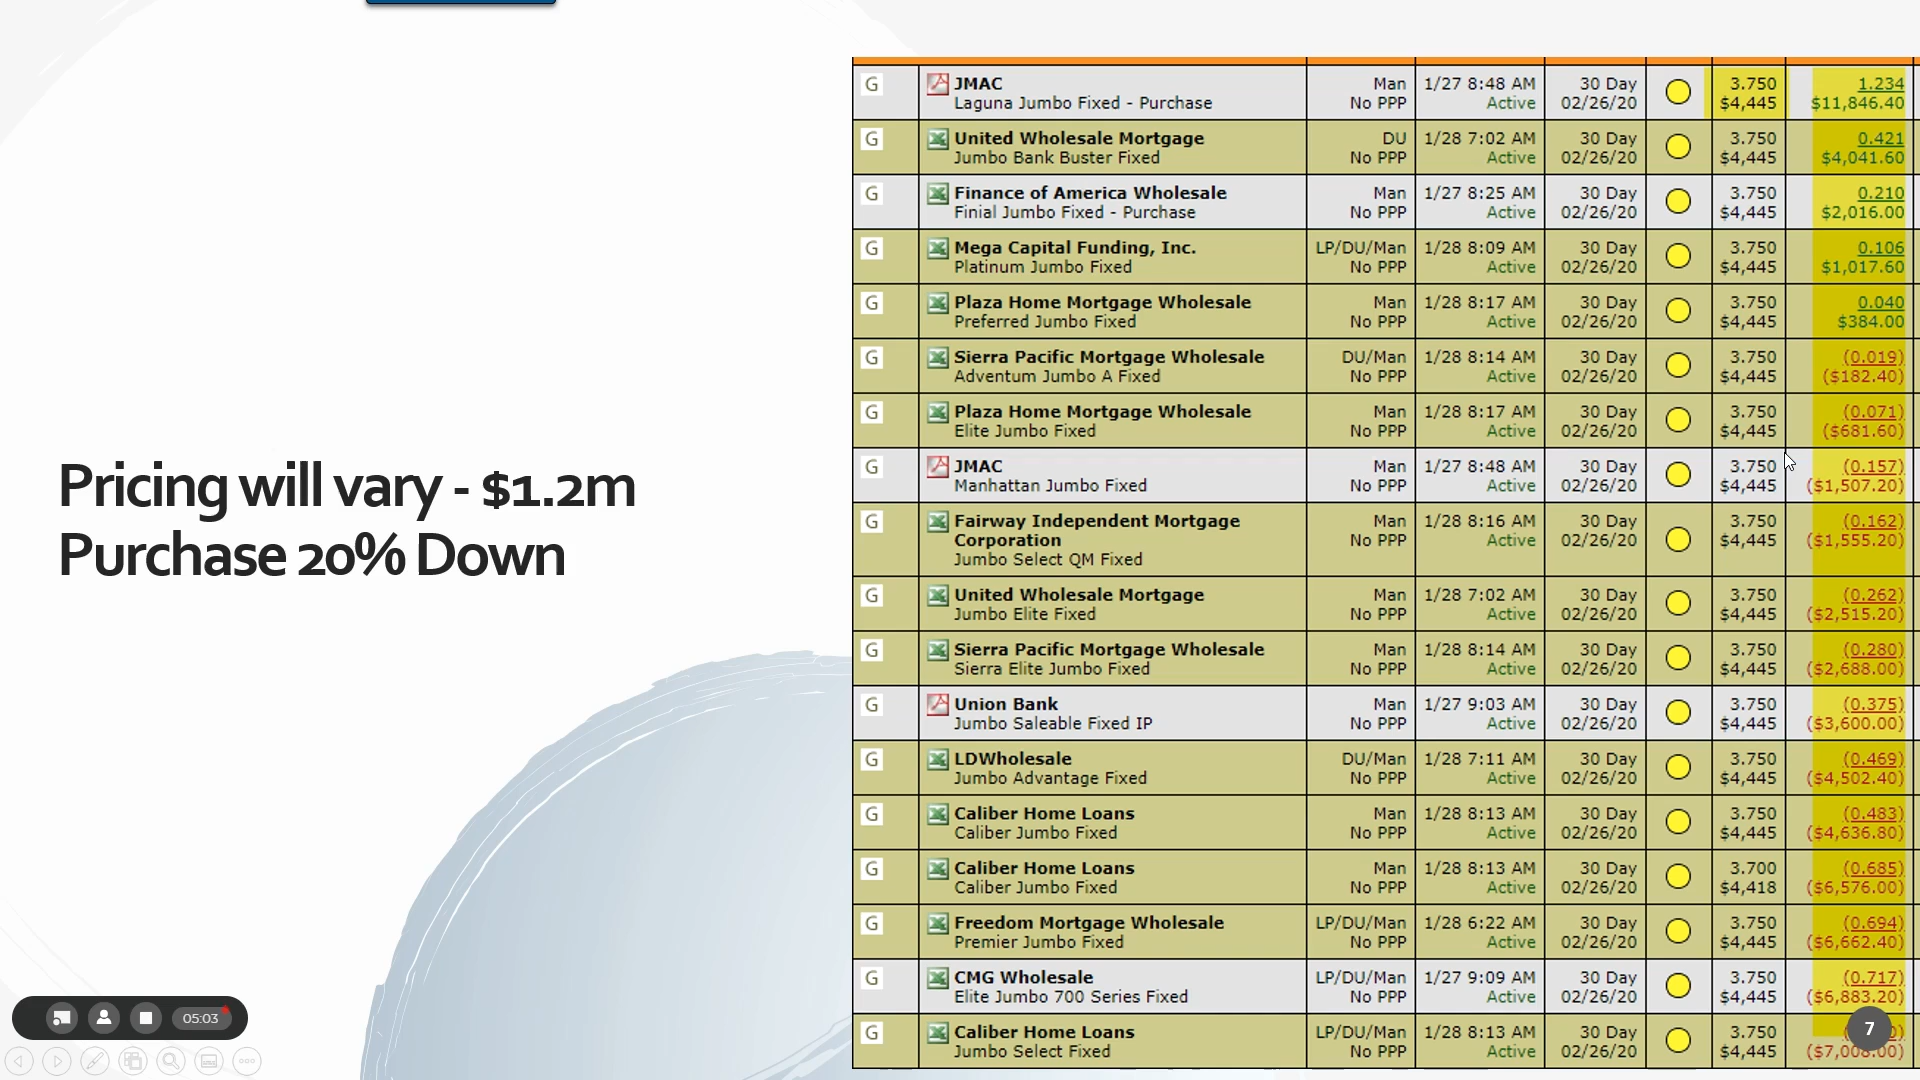 Pricing will vary - $1.2m
Purchase 20% Down
G JMAC Man 1/27 8:48 AM 30 Day 3.750 1.234
Laguna Jumbo Fixed - Purchase No PPP Active 02/26/20 $4,445 $11,846.40
G United Wholesale Mortgage DU 1/28 7:02 AM 30 Day 3.750 0.421
Jumbo Bank Buster Fixed No PPP Active 02/26/20 $4,445 $4,041.60
G Finance of America Wholesale Man 1/27 8:25 AM 30 Day 3.750 0.210
Finial Jumbo Fixed - Purchase No PPP Active 02/26/20 $4,445 $2,016.00
G Mega Capital Funding, Inc. LP/DU/Man 1/28 8:09 AM 30 Day 3.750 0.106
Platinum Jumbo Fixed No PPP Active 02/26/20 $4,445 $1,017.60
G Plaza Home Mortgage Wholesale Man 1/28 8:17 AM 30 Day 3.750 0.040
Preferred Jumbo Fixed No PPP Active 02/26/20 $4,445 $384.00
G Sierra Pacific Mortgage Wholesale DU/Man 1/28 8:14 AM 30 Day 3.750 (0.019)
Adventum Jumbo A Fixed No PPP Active 02/26/20 $4,445 ($182.40)
G Plaza Home Mortgage Wholesale Man 1/28 8:17 AM 30 Day 3.750 (0.071)
Elite Jumbo Fixed No PPP Active 02/26/20 $4,445 ($681.60)
G JMAC Man 1/27 8:48 AM 30 Day 3.750 (0.157)
Manhattan Jumbo Fixed No PPP Active 02/26/20 $4,445 ($1,507.20)
G Fairway Independent Mortgage Man 1/28 8:16 AM 30 Day 3.750 (0.162)
Corporation No PPP Active 02/26/20 $4,445 ($1,555.20)
Jumbo Select QM Fixed
G United Wholesale Mortgage Man 1/28 7:02 AM 30 Day 3.750 (0.262)
Jumbo Elite Fixed No PPP Active 02/26/20 $4,445 ($2,515.20)
G Sierra Pacific Mortgage Wholesale Man 1/28 8:14 AM 30 Day 3.750 (0.280)
Sierra Elite Jumbo Fixed No PPP Active 02/26/20 $4,445 ($2,688.00)
G Union Bank Man 1/27 9:03 AM 30 Day 3.750 (0.375)
Jumbo Saleable Fixed IP No PPP Active 02/26/20 $4,445 ($3,600.00)
G LDWholesale DU/Man 1/28 7:11 AM 30 Day 3.750 (0.469)
Jumbo Advantage Fixed No PPP Active 02/26/20 $4,445 ($4,502.40)
G Caliber Home Loans Man 1/28 8:13 AM 30 Day 3.750 (0.483)
Caliber Jumbo Fixed No PPP Active 02/26/20 $4,445 ($4,636.80)
G Caliber Home Loans Man 1/28 8:13 AM 30 Day 3.700 (0.685)
Caliber Jumbo Fixed No PPP Active 02/26/20 $4,418 ($6,576.00)
G Freedom Mortgage Wholesale LP/DU/Man 1/28 6:22 AM 30 Day 3.750 (0.694)
Premier Jumbo Fixed No PPP Active 02/26/20 $4,445 ($6,662.40)
G CMG Wholesale LP/DU/Man 1/27 9:09 AM 30 Day 3.750 (0.717)
Elite Jumbo 700 Series Fixed No PPP Active 02/26/20 $4,445 ($6,883.20)
G Caliber Home Loans LP/DU/Man 1/28 8:13 AM 30 Day 3.750
Jumbo Select Fixed No PPP Active 02/26/20 $4,445
7
05:03